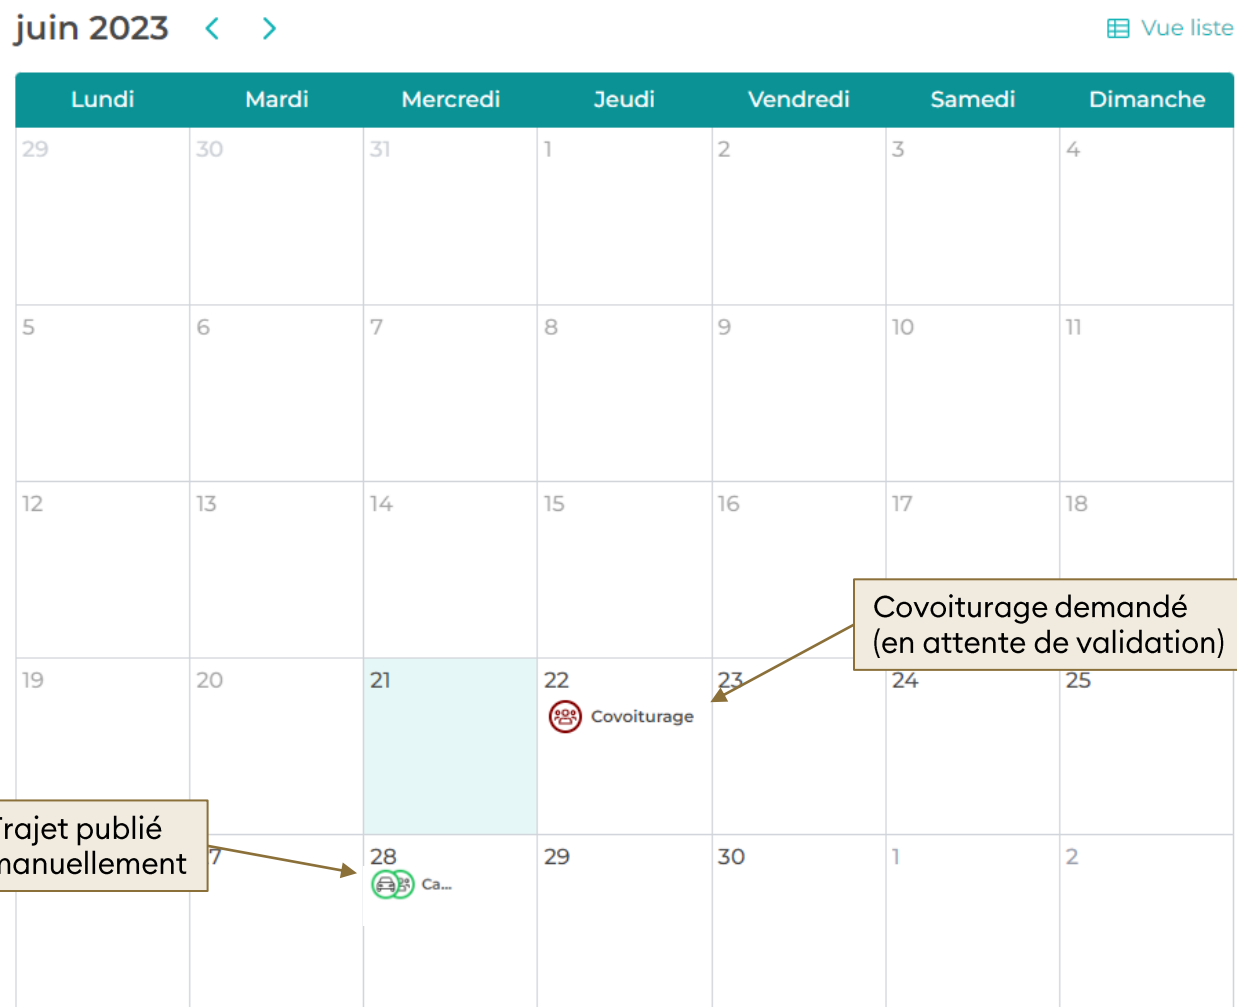 juin 2023
Vue liste
Lundi Mardi Mercredi Jeudi Vendredi Samedi Dimanche
29 30 31 1 2 3 4
5 6 7 8 9 10 11
12 13 14 15 16 17 18
Covoiturage demandé
(en attente de validation)
19 20 21 22 23 24 25
Covoiturage
Trajet publié
manuellement
7 28 29 30 1 2
Ca...